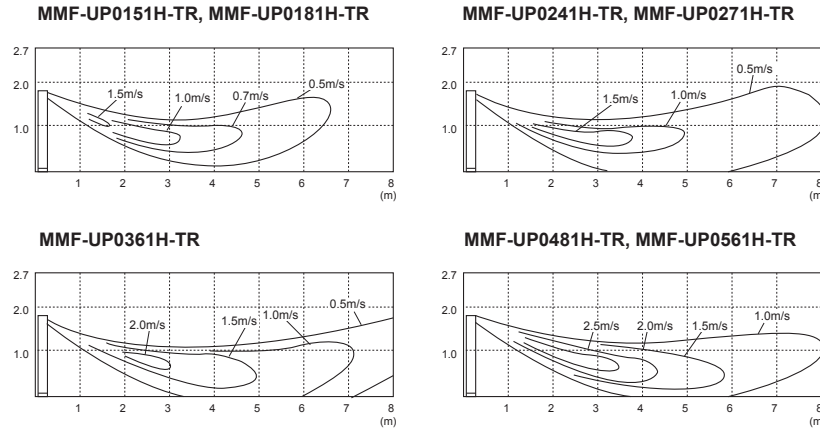 MMF-UP0151H-TR, MMF-UP0181H-TR
2.7
2.0
1.0
1.5m/s
1.0m/s
0.7m/s
0.5m/s
1 2 3 4 5 6 7 8
(m)
MMF-UP0241H-TR, MMF-UP0271H-TR
2.7
2.0
1.0
1.5m/s
1.0m/s
0.5m/s
1 2 3 4 5 6 7 8
(m)
MMF-UP0361H-TR
2.7
2.0
1.0
2.0m/s
1.5m/s
1.0m/s
0.5m/s
1 2 3 4 5 6 7 8
(m)
MMF-UP0481H-TR, MMF-UP0561H-TR
2.7
2.0
1.0
2.5m/s
2.0m/s
1.5m/s
1.0m/s
1 2 3 4 5 6 7 8
(m)